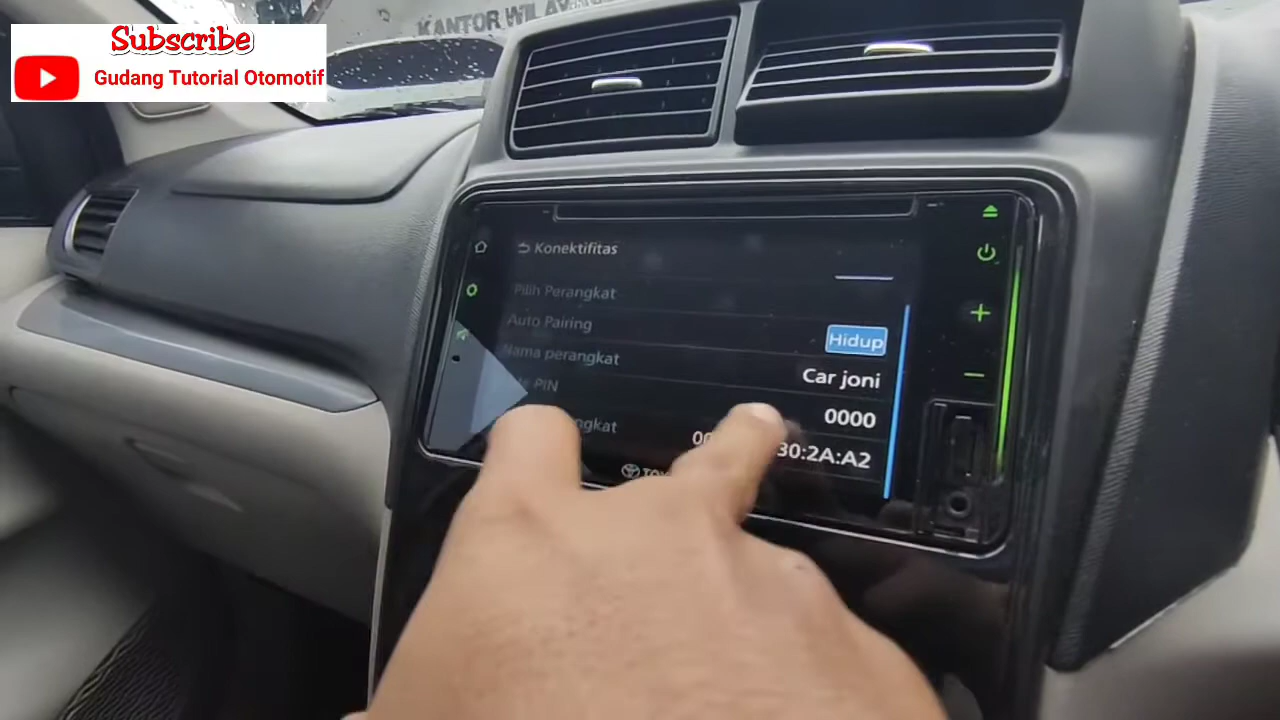 Subscribe
Gudang Tutorial Otomotif
KANTOR
Konektifitas
Pilih Perangkat
Auto Pairing
Hidup
Nama perangkat
Car joni
PIN
0000
30:2A:A2